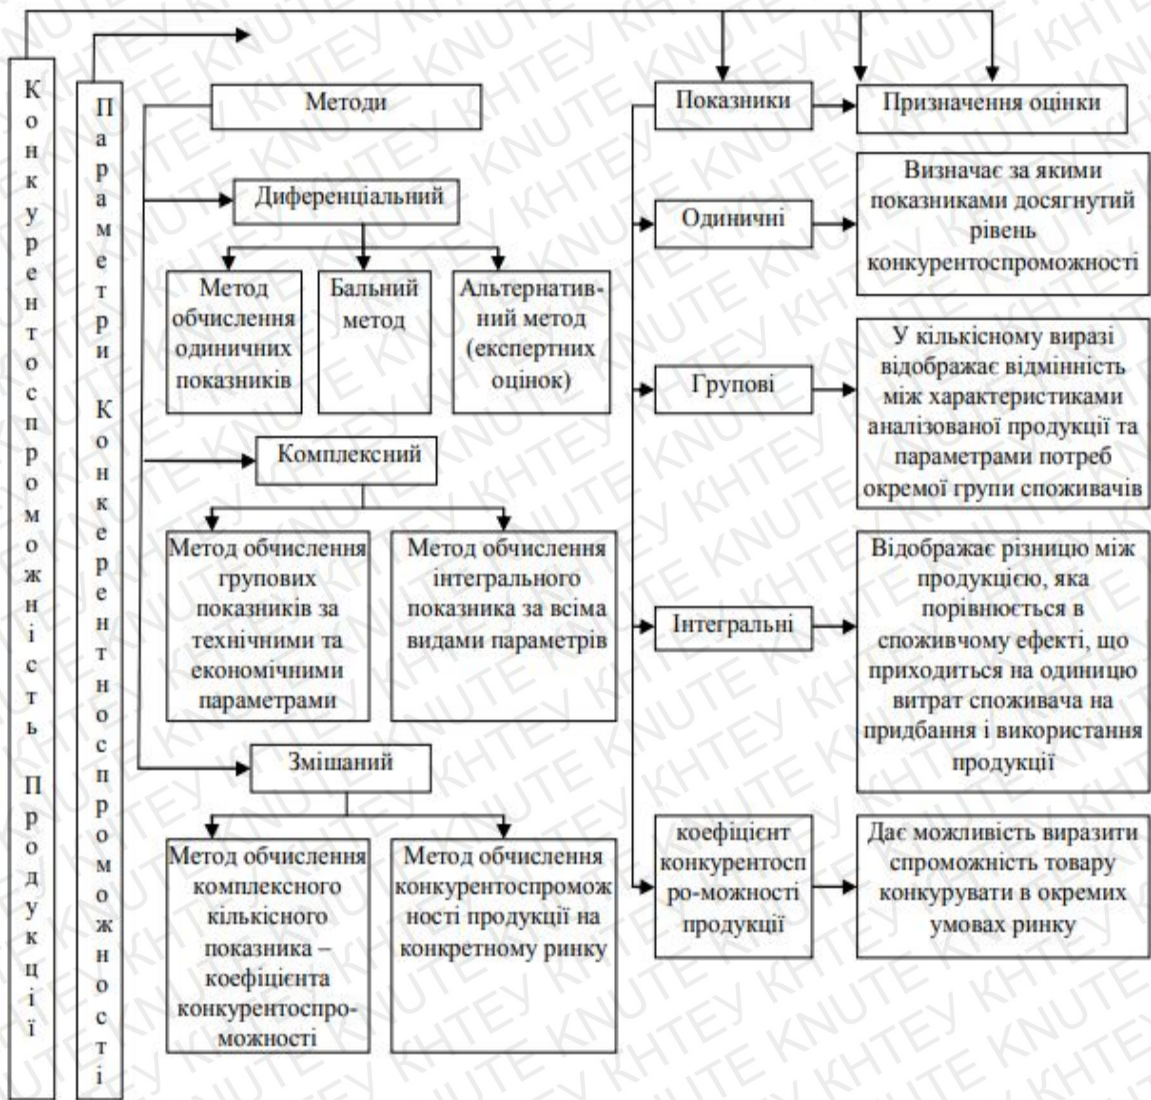 Конкурентоспроможність Продукції
Параметри Конкерентноспроможності
Методи
Показники
Призначення оцінки
Диференціальний
Одиничні
Визначає за якими
показниками досягнутий
рівень
конкурентоспроможності
Метод
обчислення
одиничних
показників
Бальний
метод
Альтернатив-
ний метод
(експертних
оцінок)
Групові
У кількісному виразі
відображає відмінність
між характеристиками
аналізованої продукції та
параметрами потреб
окремої групи споживачів
Комплексний
Метод обчислення
групових
показників за
технічними та
економічними
параметрами
Метод обчислення
інтегрального
показника за всіма
видами параметрів
Інтегральні
Відображає різницю між
продукцією, яка
порівнюється в
споживчому ефекті, що
приходиться на одиницю
витрат споживача на
придбання і використання
продукції
Змішаний
Метод обчислення
комплексного
кількісного
показника –
коефіцієнта
конкурентоспро-
можності
Метод обчислення
конкурентоспромож
ності продукції на
конкретному ринку
коефіцієнт
конкурентосп
ро-можності
продукції
Дає можливість виразити
спроможність товару
конкурувати в окремих
умовах ринку